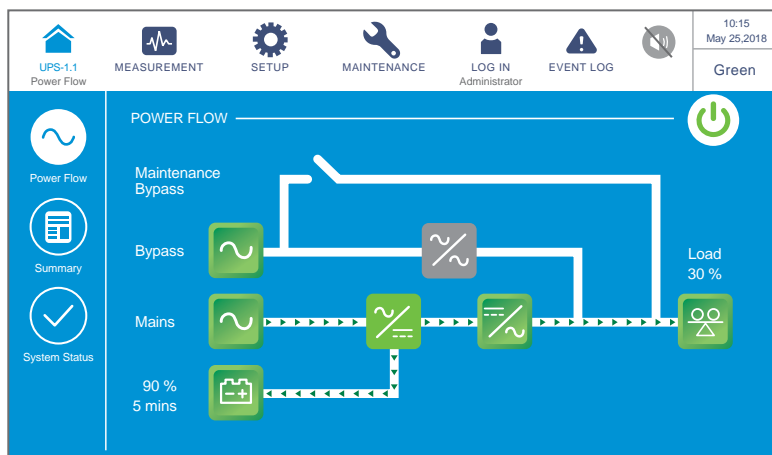 UPS-1.1
Power Flow
MEASUREMENT
SETUP
MAINTENANCE
LOG IN
Administrator
EVENT LOG
10:15
May 25,2018
Green
POWER FLOW
Power Flow
Summary
System Status
Maintenance
Bypass
Bypass
Load
30 %
Mains
90 %
5 mins